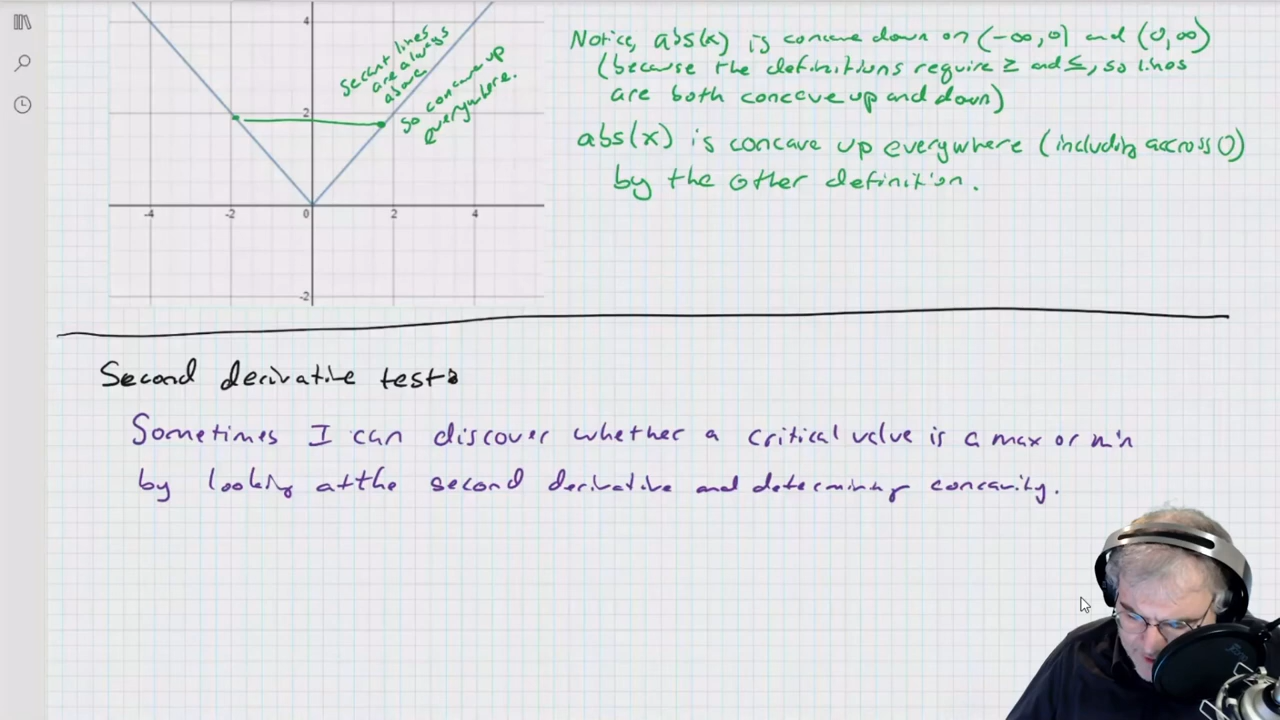 4
2
-4
-2
0
2
4
-2
Secant lines
are always
above
so concave up
everywhere.
Notice, abs(x) is concave down on (-∞,0) and (0,∞)
(because the definitions require ≥ and ≤, so lines
are both concave up and down)
abs(x) is concave up everywhere (including accross 0)
by the other definition.
Second derivative test:
Sometimes I can discover whether a critical value is a max or min
by looking at the second derivative and determining concavity.